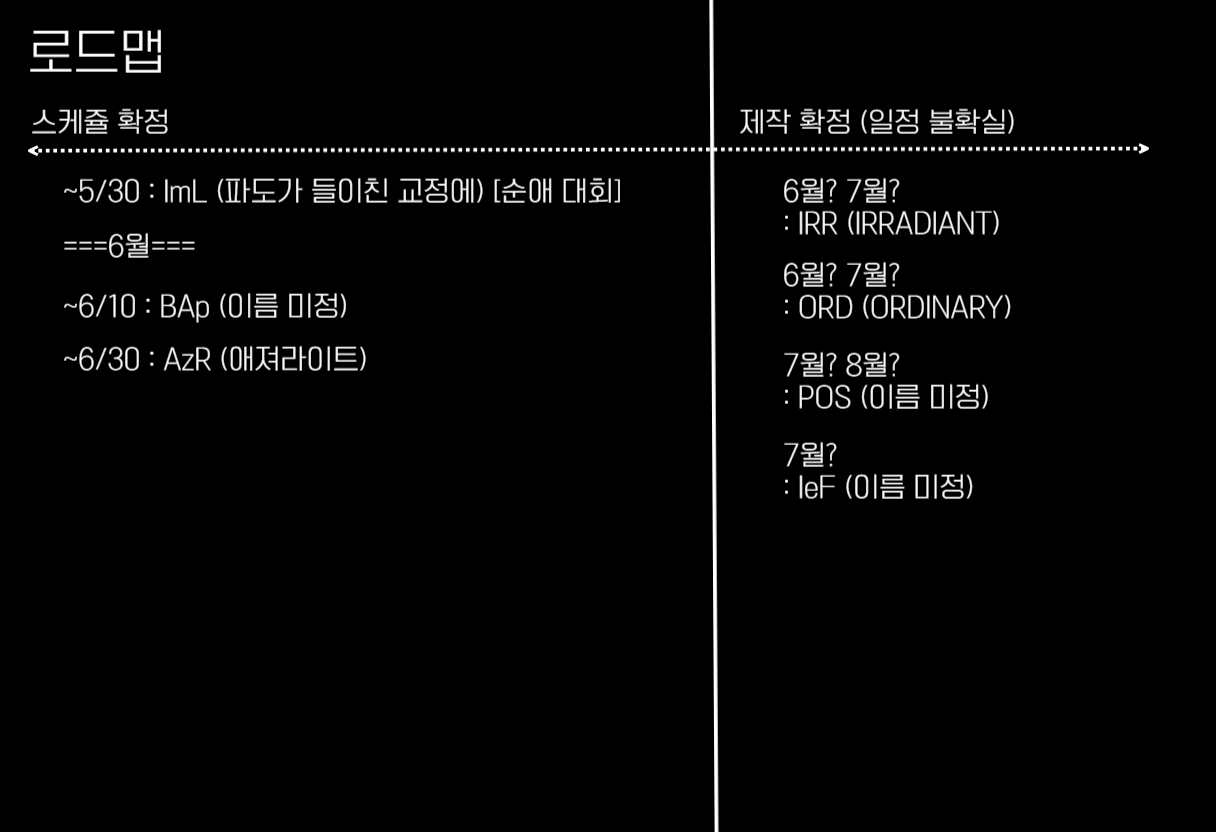 로드맵
스케쥴 확정
~5/30 : ImL (파도가 들이친 교정에) [순애 대회]
===6월===
~6/10 : BAp (이름 미정)
~6/30 : AzR (애져라이트)
제작 확정 (일정 불확실)
6월? 7월?
: IRR (IRRADIANT)
6월? 7월?
: ORD (ORDINARY)
7월? 8월?
: POS (이름 미정)
7월?
: IeF (이름 미정)